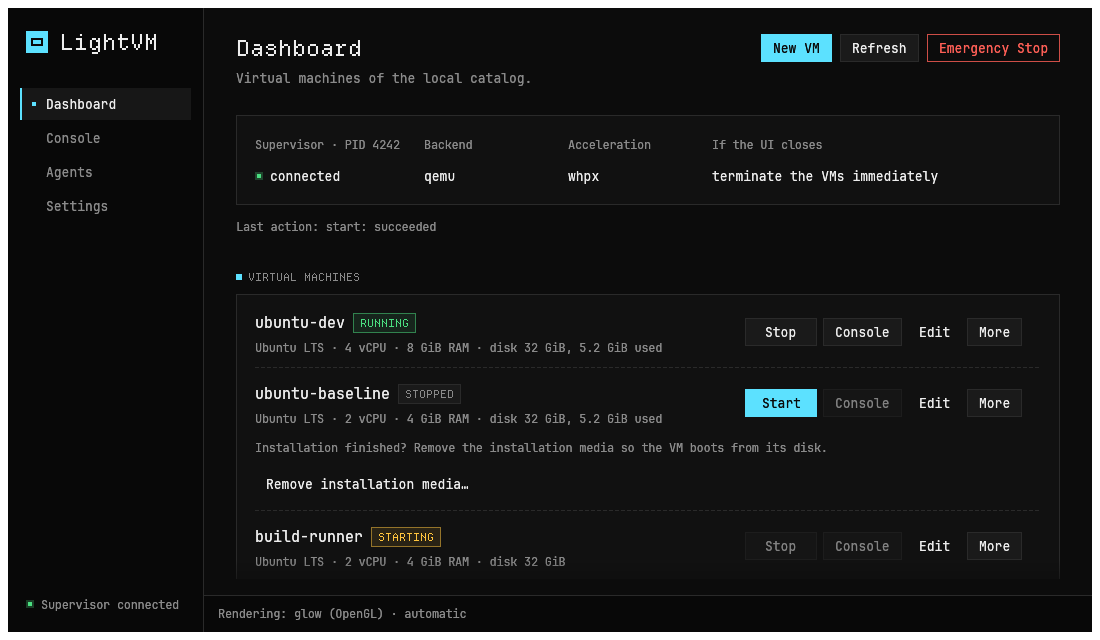 LightVM
Dashboard
Console
Agents
Settings
Supervisor connected
Dashboard
Virtual machines of the local catalog.
New VM
Refresh
Emergency Stop
Supervisor · PID 4242
Backend
Acceleration
If the UI closes
connected
qemu
whpx
terminate the VMs immediately
Last action: start: succeeded
VIRTUAL MACHINES
ubuntu-dev RUNNING
Ubuntu LTS · 4 vCPU · 8 GiB RAM · disk 32 GiB, 5.2 GiB used
Stop
Console
Edit
More
ubuntu-baseline STOPPED
Ubuntu LTS · 2 vCPU · 4 GiB RAM · disk 32 GiB, 5.2 GiB used
Start
Console
Edit
More
Installation finished? Remove the installation media so the VM boots from its disk.
Remove installation media…
build-runner STARTING
Ubuntu LTS · 2 vCPU · 4 GiB RAM · disk 32 GiB
Stop
Console
Edit
More
Rendering: glow (OpenGL) · automatic